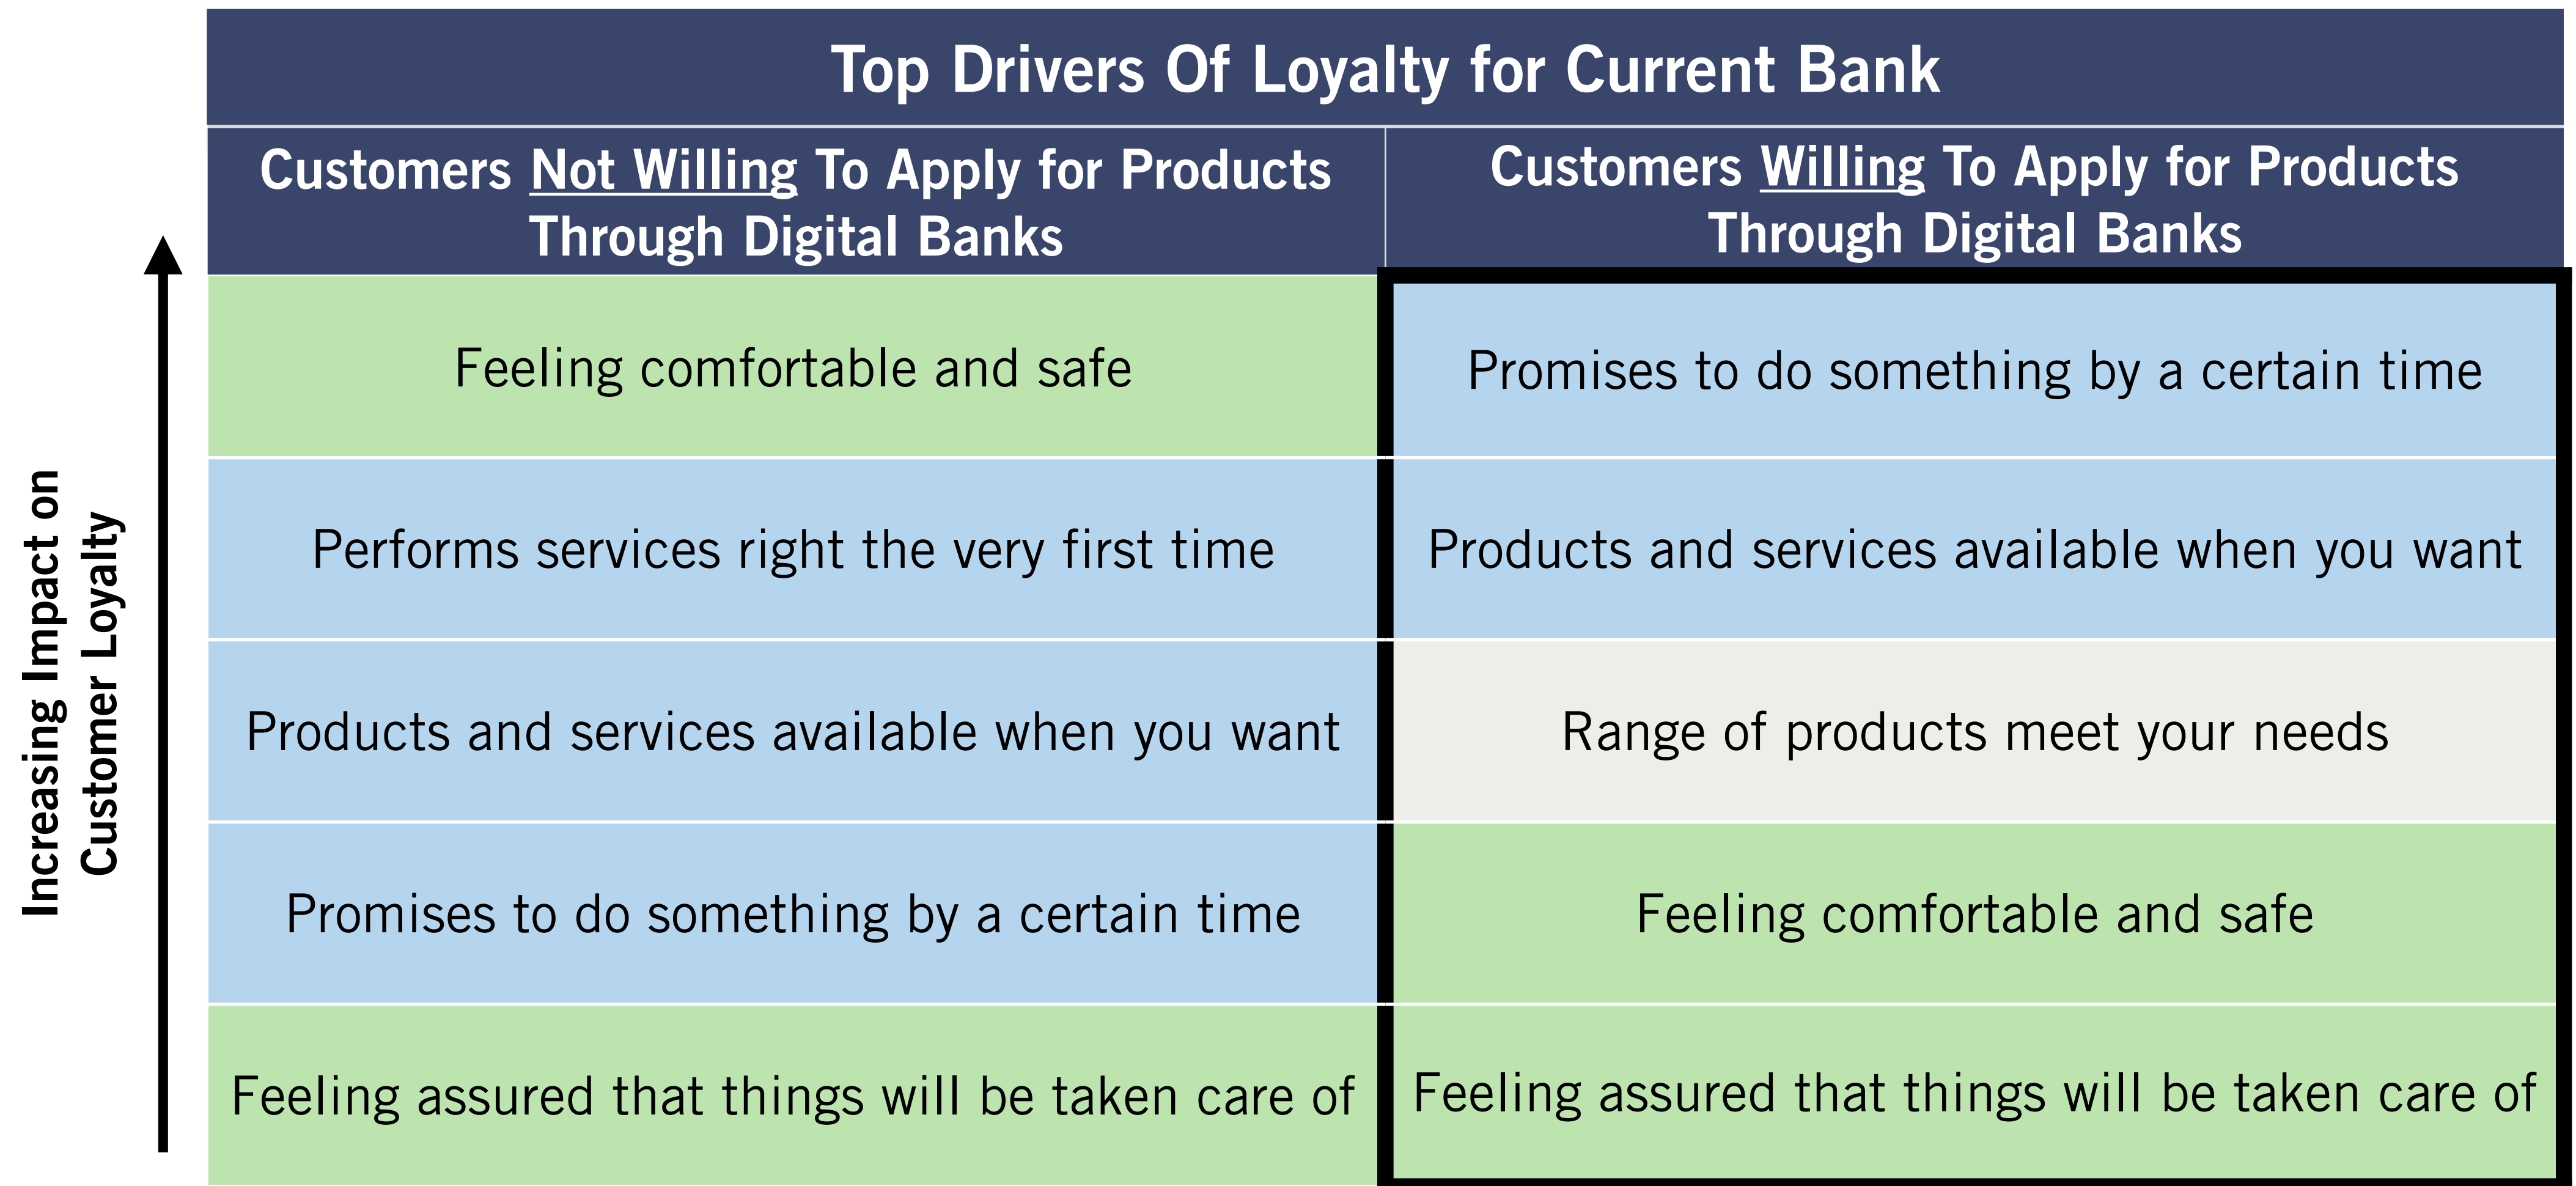 Top Drivers Of Loyalty for Current Bank
Customers Not Willing To Apply for Products
Through Digital Banks
Customers Willing To Apply for Products
Through Digital Banks
Increasing Impact on
Customer Loyalty
Feeling comfortable and safe
Promises to do something by a certain time
Performs services right the very first time
Products and services available when you want
Products and services available when you want
Range of products meet your needs
Promises to do something by a certain time
Feeling comfortable and safe
Feeling assured that things will be taken care of
Feeling assured that things will be taken care of